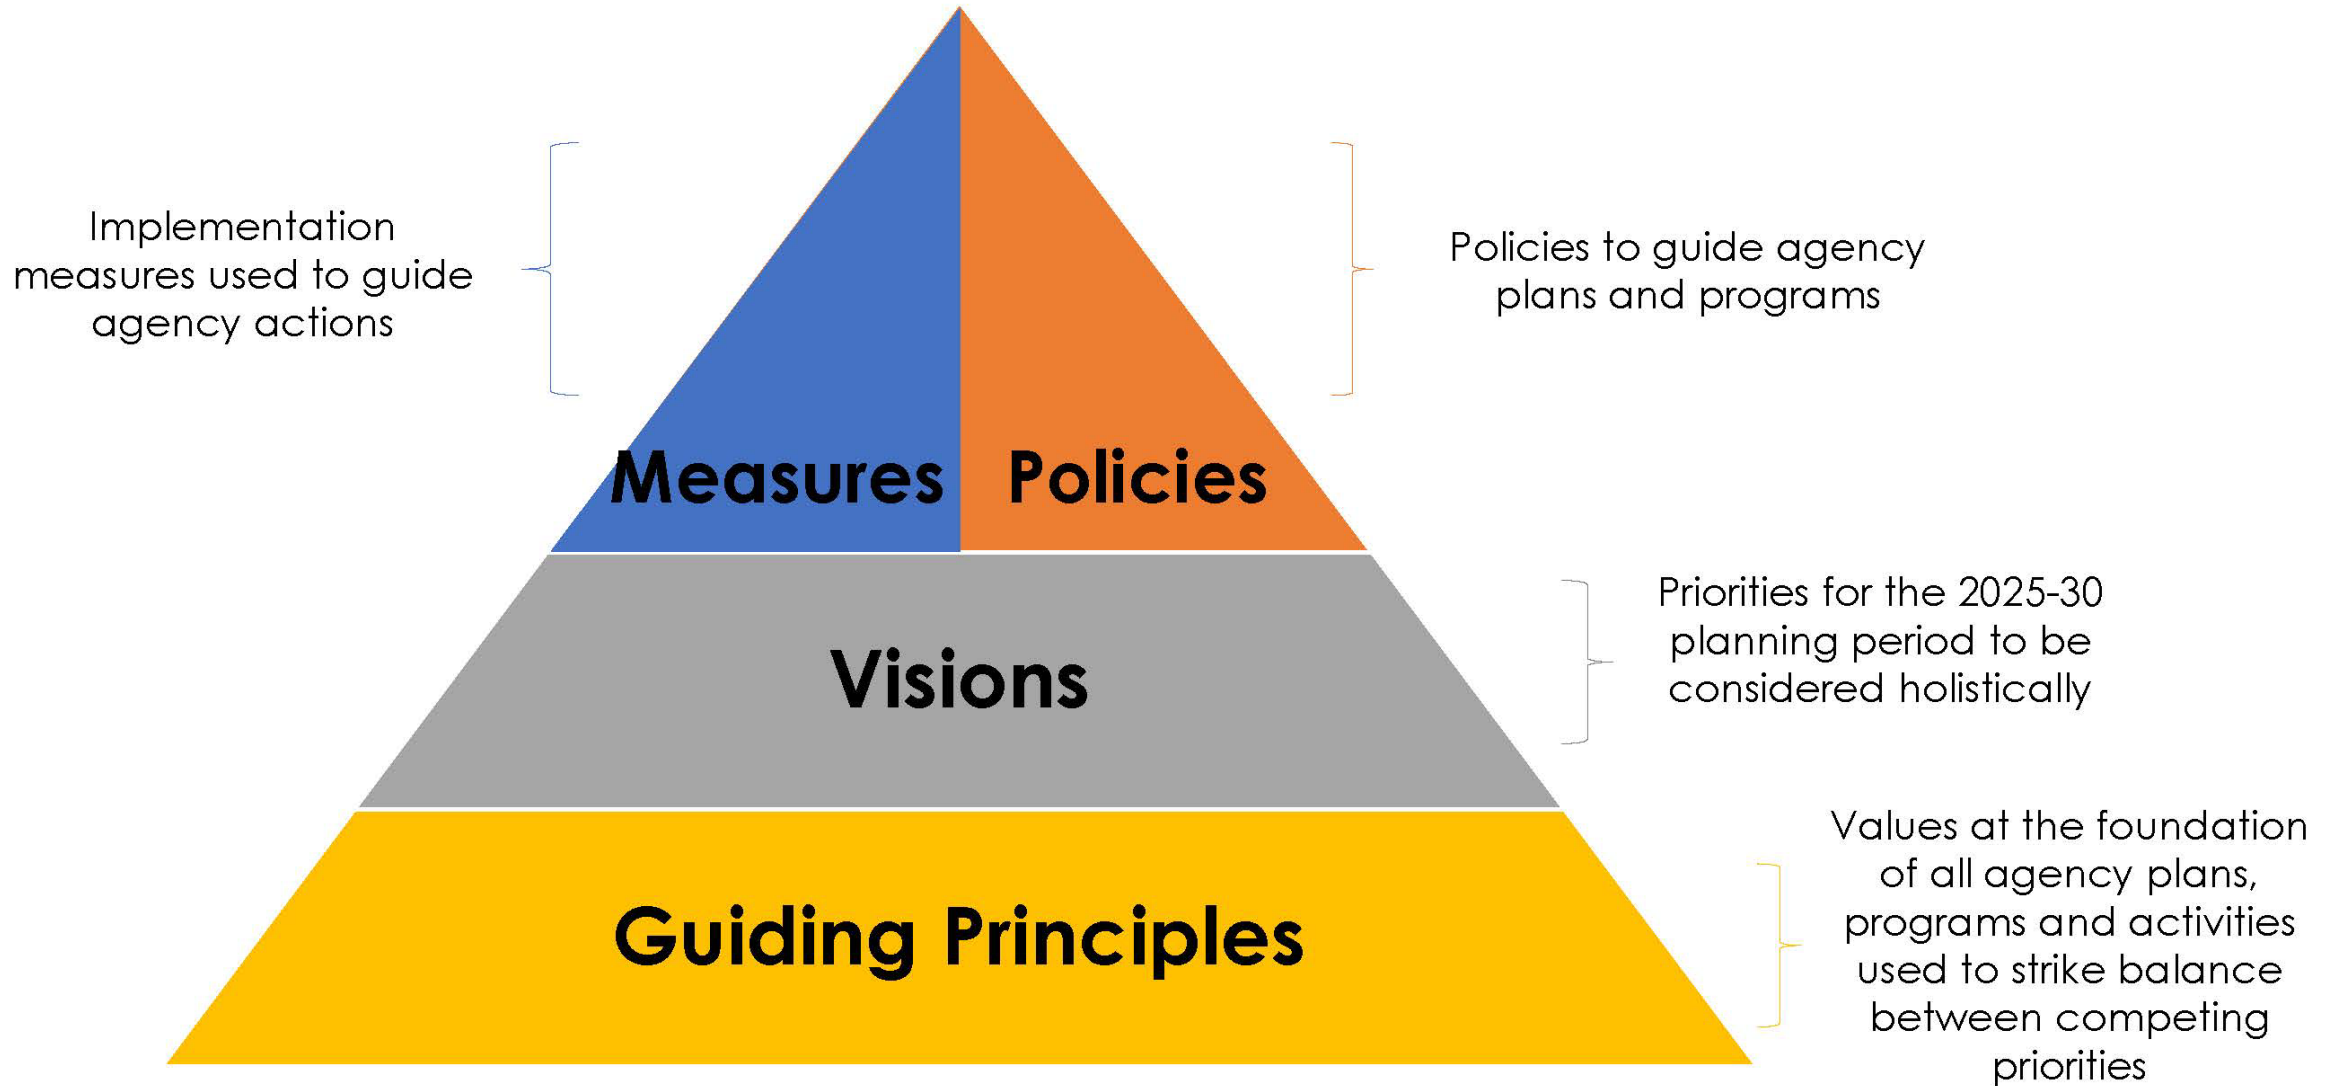 Implementation
measures used to guide
agency actions
Policies to guide agency
plans and programs
Measures
Policies
Priorities for the 2025-30
planning period to be
considered holistically
Visions
Values at the foundation
of all agency plans,
programs and activities
used to strike balance
between competing
priorities
Guiding Principles